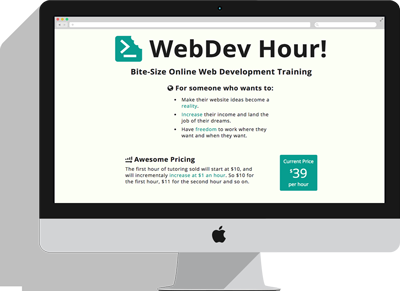 WebDev Hour!
Bite-Size Online Web Development Training
For someone who wants to:
• Make their website ideas become a
reality.
• Increase their income and land the
job of their dreams.
• Have freedom to work where they
want and when they want.
Awesome Pricing
The first hour of tutoring sold will start at $10, and
will incrementaly increase at $1 an hour. So $10 for
the first hour, $11 for the second hour and so on.
Current Price
$39
per hour